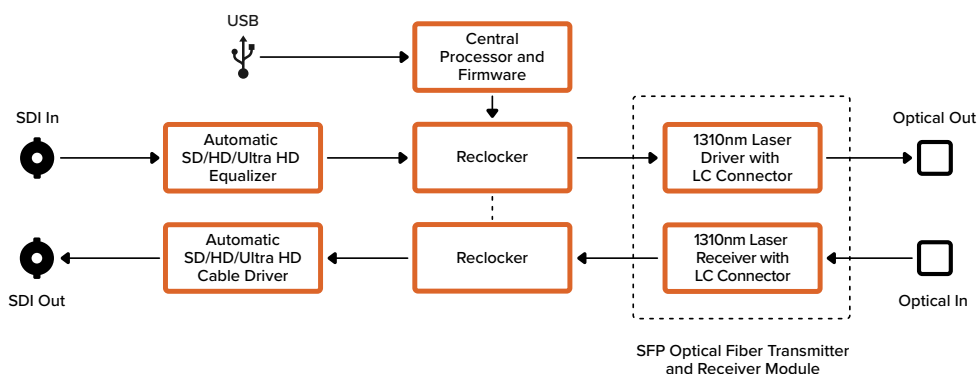 USB
Central
Processor and
Firmware
SDI In
Automatic
SD/HD/Ultra HD
Equalizer
Reclocker
1310nm Laser
Driver with
LC Connector
Optical Out
SDI Out
Automatic
SD/HD/Ultra HD
Cable Driver
Reclocker
1310nm Laser
Receiver with
LC Connector
Optical In
SFP Optical Fiber Transmitter
and Receiver Module